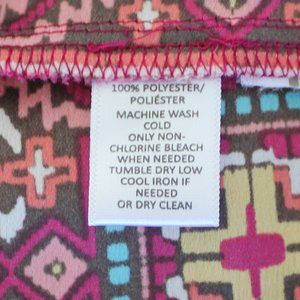 100% POLYESTER/
POLIÉSTER
MACHINE WASH
COLD
ONLY NON-
CHLORINE BLEACH
WHEN NEEDED
TUMBLE DRY LOW
COOL IRON IF
NEEDED
OR DRY CLEAN